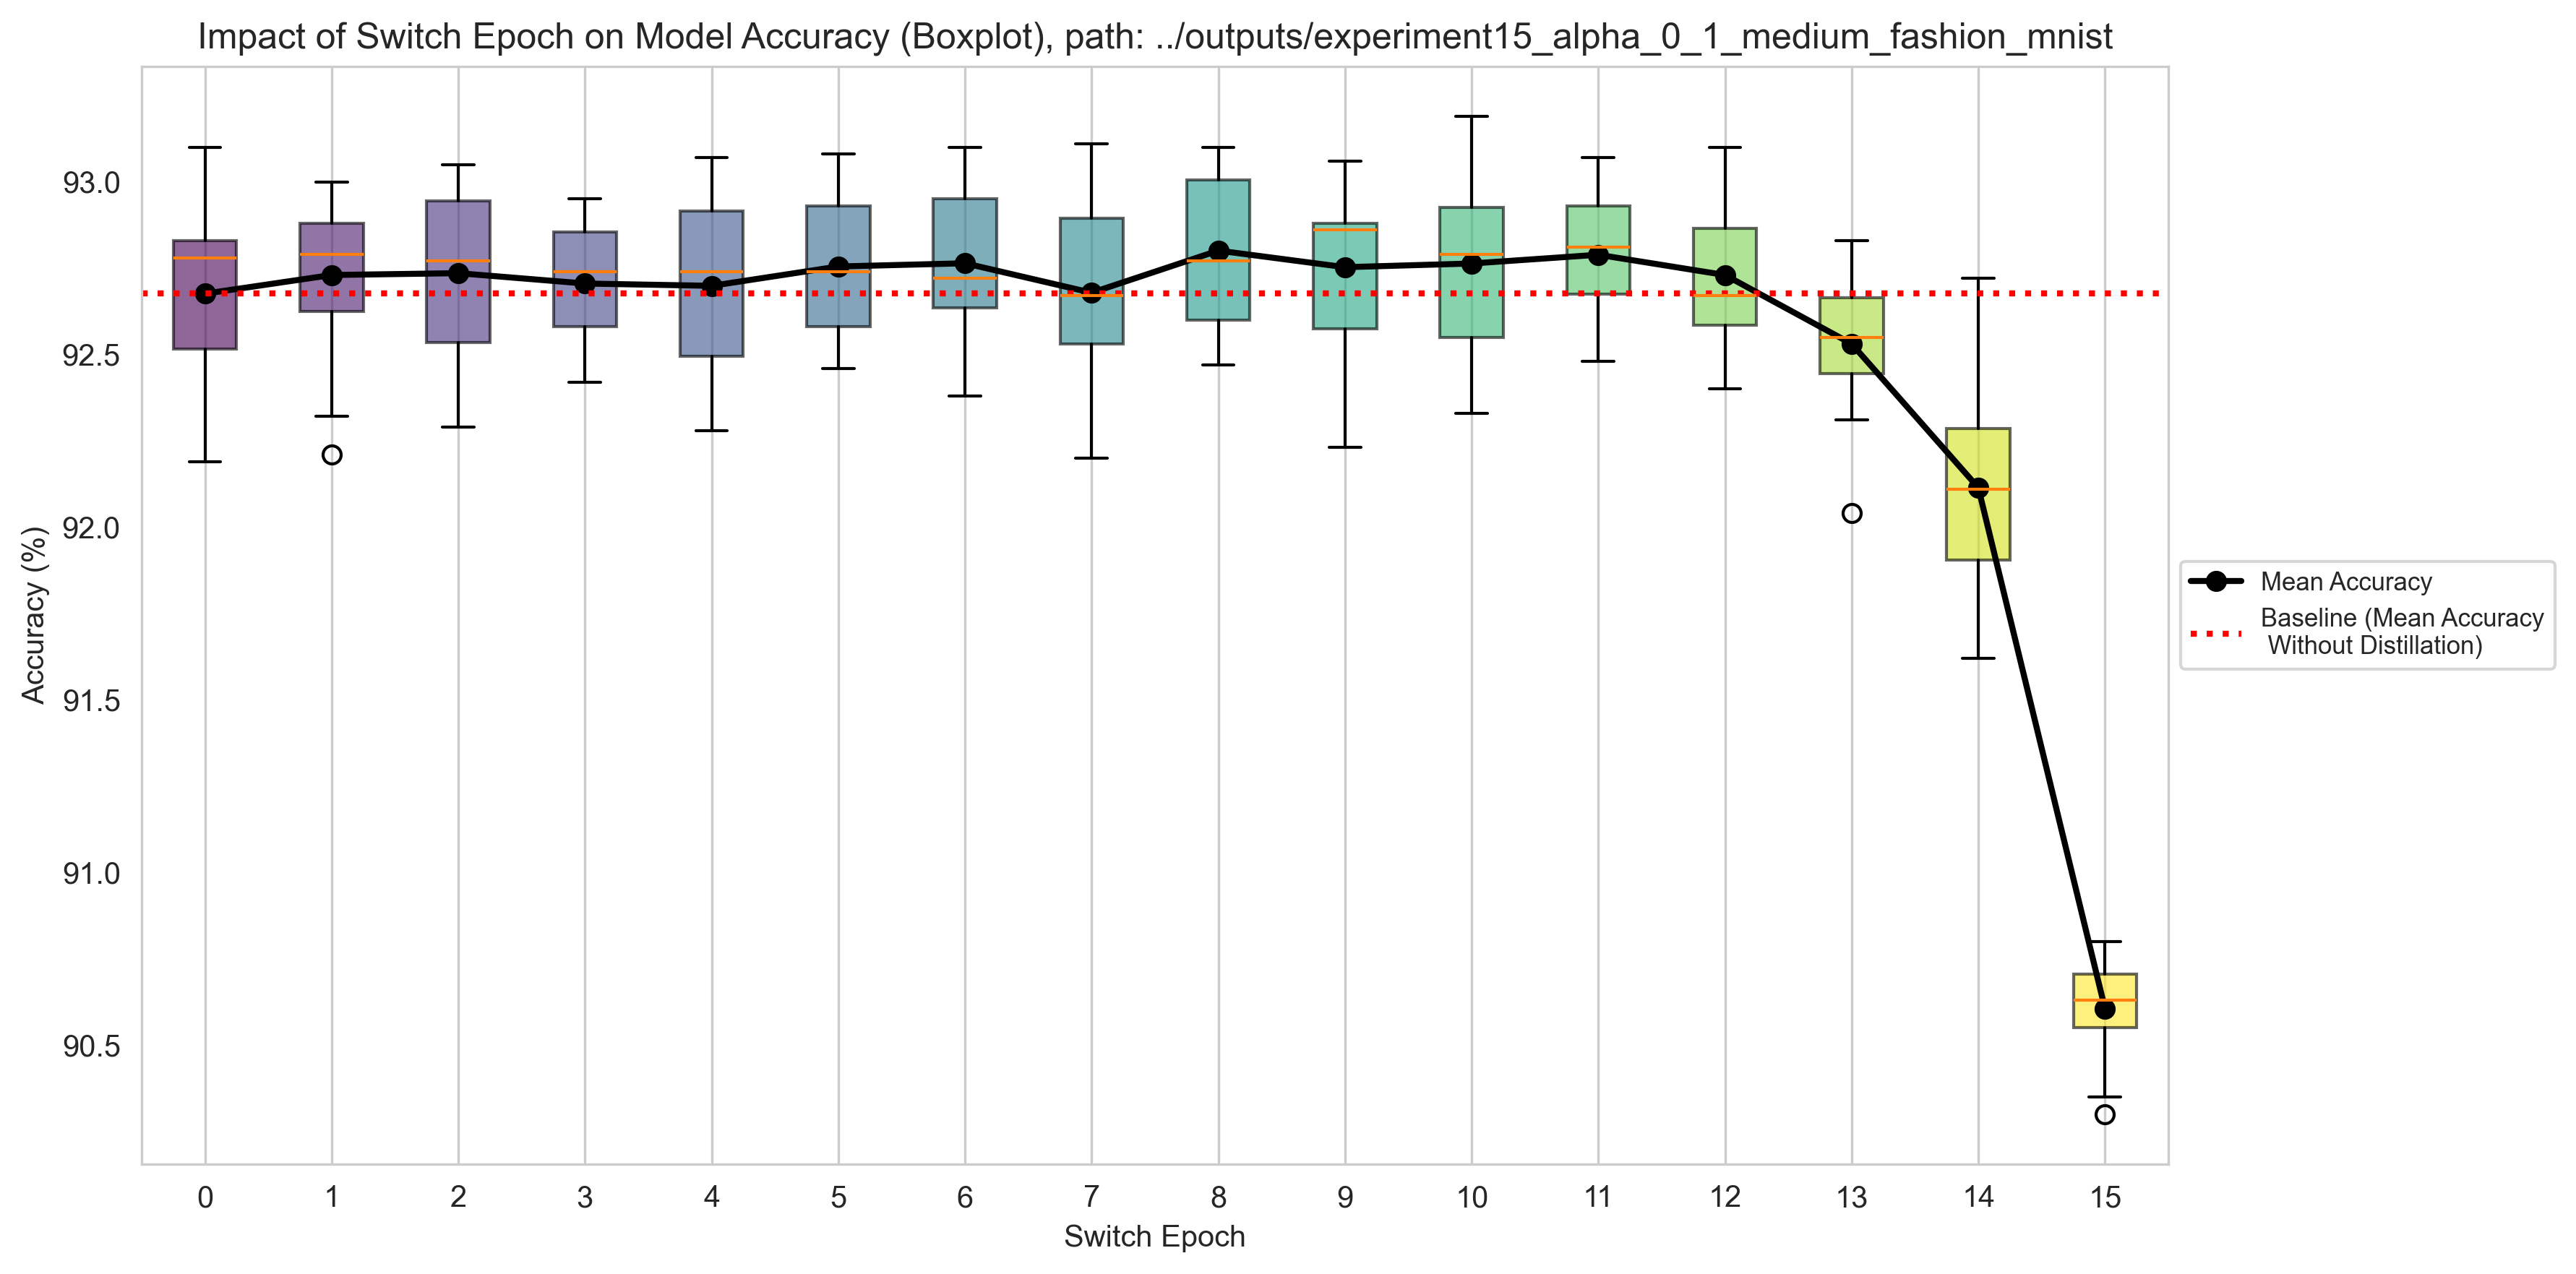 Impact of Switch Epoch on Model Accuracy (Boxplot), path: ../outputs/experiment15_alpha_0_1_medium_fashion_mnist
93.0
92.5
92.0
91.5
91.0
90.5
Accuracy (%)
0 1 2 3 4 5 6 7 8 9 10 11 12 13 14 15
Switch Epoch
Mean Accuracy
Baseline (Mean Accuracy
Without Distillation)